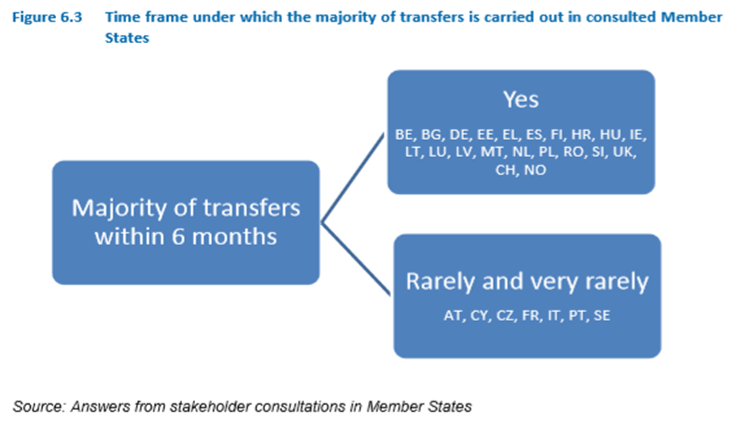 Figure 6.3 Time frame under which the majority of transfers is carried out in consulted Member
States
Yes
BE, BG, DE, EE, EL, ES, FI, HR, HU, IE,
LT, LU, LV, MT, NL, PL, RO, SI, UK,
CH, NO
Majority of transfers
within 6 months
Rarely and very rarely
AT, CY, CZ, FR, IT, PT, SE
Source: Answers from stakeholder consultations in Member States